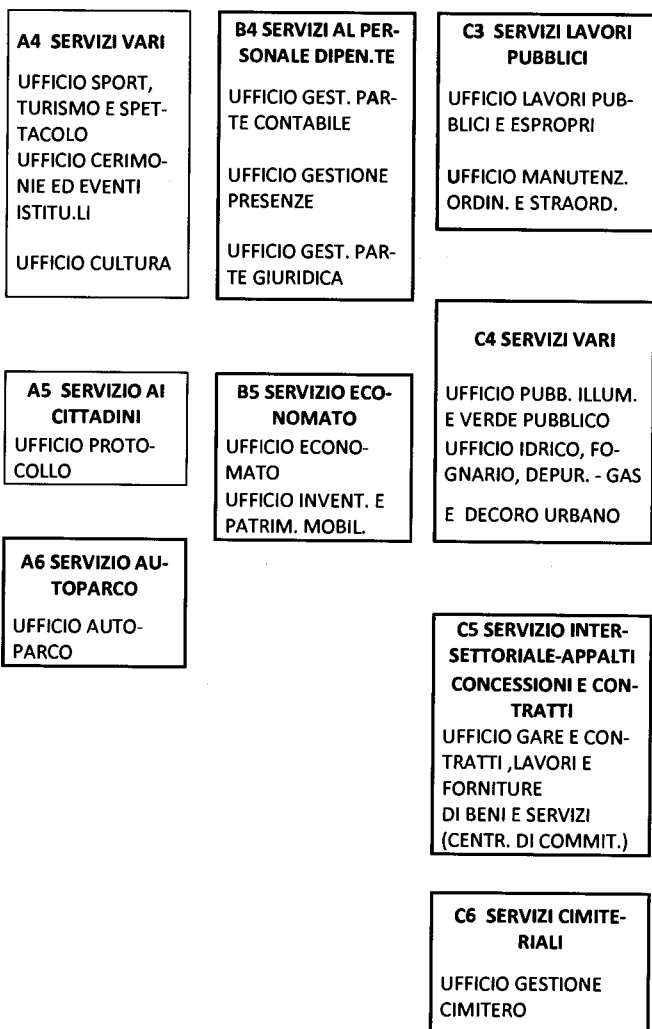 A4 SERVIZI VARI
UFFICIO SPORT,
TURISMO E SPET-
TACOLO
UFFICIO CERIMO-
NIE ED EVENTI
ISTITU.LI
UFFICIO CULTURA
A5 SERVIZIO AI
CITTADINI
UFFICIO PROTO-
COLLO
A6 SERVIZIO AU-
TOPARCO
UFFICIO AUTO-
PARCO
B4 SERVIZI AL PER-
SONALE DIPEN.TE
UFFICIO GEST. PAR-
TE CONTABILE
UFFICIO GESTIONE
PRESENZE
UFFICIO GEST. PAR-
TE GIURIDICA
B5 SERVIZIO ECO-
NOMATO
UFFICIO ECONO-
MATO
UFFICIO INVENT. E
PATRIM. MOBIL.
C3 SERVIZI LAVORI
PUBBLICI
UFFICIO LAVORI PUB-
BLICI E ESPROPRI
UFFICIO MANUTENZ.
ORDIN. E STRAORD.
C4 SERVIZI VARI
UFFICIO PUBB. ILLUM.
E VERDE PUBBLICO
UFFICIO IDRICO, FO-
GNARIO, DEPUR. - GAS
E DECORO URBANO
C5 SERVIZIO INTER-
SETTORIALE-APPALTI
CONCESSIONI E CON-
TRATTI
UFFICIO GARE E CON-
TRATTI ,LAVORI E
FORNITURE
DI BENI E SERVIZI
(CENTR. DI COMMIT.)
C6 SERVIZI CIMITE-
RIALI
UFFICIO GESTIONE
CIMITERO